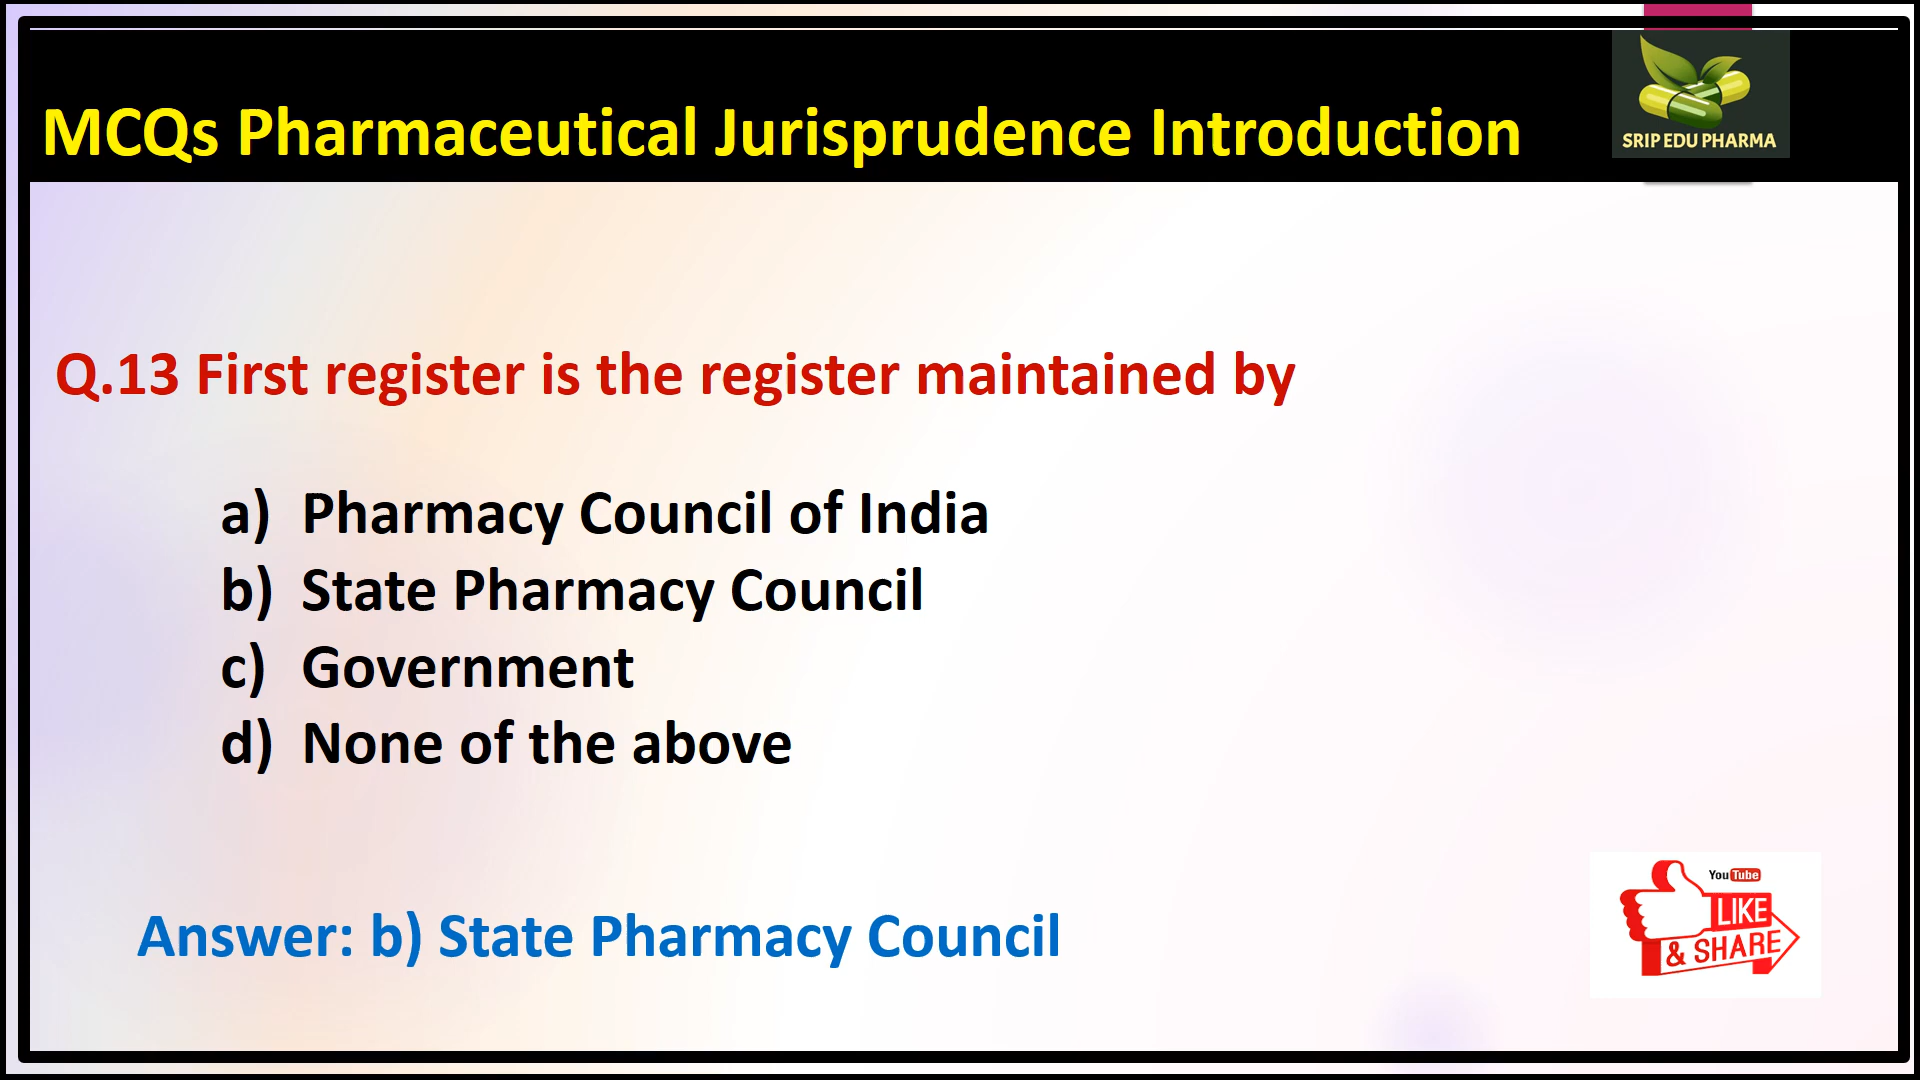 MCQs Pharmaceutical Jurisprudence Introduction
SRIP EDU PHARMA
Q.13 First register is the register maintained by
a) Pharmacy Council of India
b) State Pharmacy Council
c) Government
d) None of the above
Answer: b) State Pharmacy Council
YouTube
LIKE
& SHARE